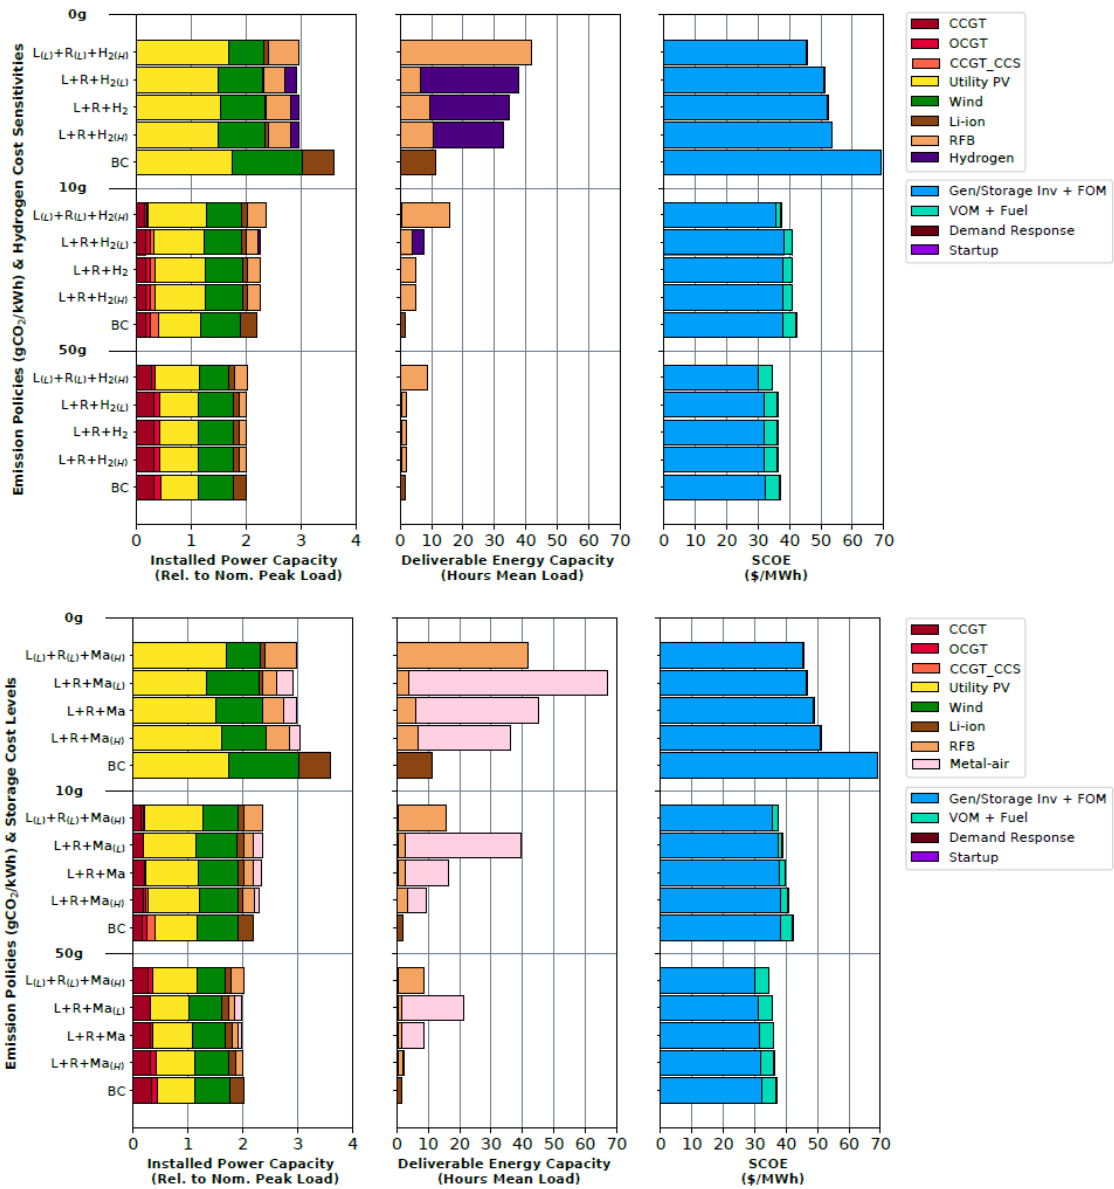 Emission Policies (gCO₂/kWh) & Hydrogen Cost Sensitivities
0g
L(L)+R(L)+H2(H)
L+R+H2(L)
L+R+H2
L+R+H2(H)
BC
10g
L(L)+R(L)+H2(H)
L+R+H2(L)
L+R+H2
L+R+H2(H)
BC
50g
L(L)+R(L)+H2(H)
L+R+H2(L)
L+R+H2
L+R+H2(H)
BC
0 1 2 3 4
Installed Power Capacity
(Rel. to Nom. Peak Load)
0 10 20 30 40 50 60 70
Deliverable Energy Capacity
(Hours Mean Load)
0 10 20 30 40 50 60 70
SCOE
($/MWh)
CCGT
OCGT
CCGT_CCS
Utility PV
Wind
Li-ion
RFB
Hydrogen
Gen/Storage Inv + FOM
VOM + Fuel
Demand Response
Startup
Emission Policies (gCO₂/kWh) & Storage Cost Levels
0g
L(L)+R(L)+Ma(H)
L+R+Ma(L)
L+R+Ma
L+R+Ma(H)
BC
10g
L(L)+R(L)+Ma(H)
L+R+Ma(L)
L+R+Ma
L+R+Ma(H)
BC
50g
L(L)+R(L)+Ma(H)
L+R+Ma(L)
L+R+Ma
L+R+Ma(H)
BC
0 1 2 3 4
Installed Power Capacity
(Rel. to Nom. Peak Load)
0 10 20 30 40 50 60 70
Deliverable Energy Capacity
(Hours Mean Load)
0 10 20 30 40 50 60 70
SCOE
($/MWh)
CCGT
OCGT
CCGT_CCS
Utility PV
Wind
Li-ion
RFB
Metal-air
Gen/Storage Inv + FOM
VOM + Fuel
Demand Response
Startup